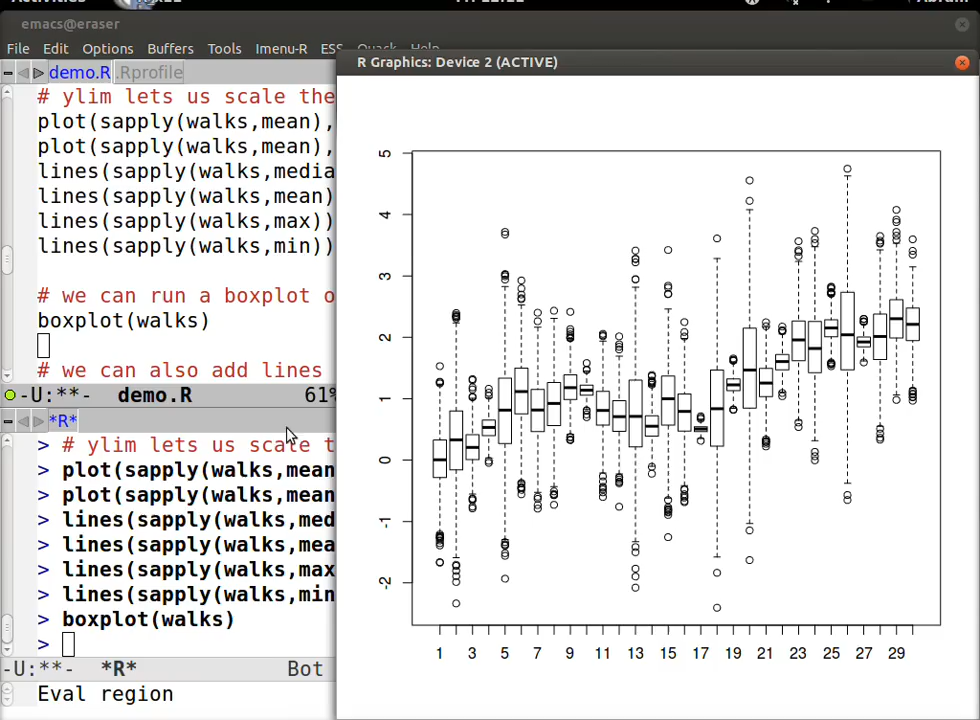 emacs@eraser
File Edit Options Buffers Tools Imenu-R ESS Quack Help
demo.R .Rprofile
# ylim lets us scale the
plot(sapply(walks,mean),
plot(sapply(walks,mean),
lines(sapply(walks,media
lines(sapply(walks,mean)
lines(sapply(walks,max))
lines(sapply(walks,min))
# we can run a boxplot o
boxplot(walks)
# we can also add lines
-U:**- demo.R 61%
*R*
> # ylim lets us scale t
> plot(sapply(walks,mean
> plot(sapply(walks,mean
> lines(sapply(walks,med
> lines(sapply(walks,mea
> lines(sapply(walks,max
> lines(sapply(walks,min
> boxplot(walks)
>
-U:**- *R* Bot
Eval region
R Graphics: Device 2 (ACTIVE)
5
4
3
2
1
0
-1
-2
1 3 5 7 9 11 13 15 17 19 21 23 25 27 29